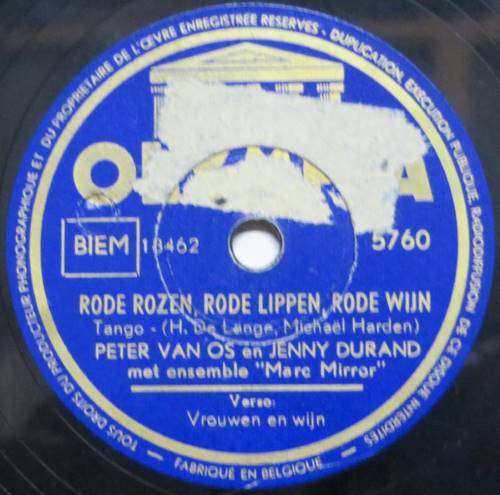 TOUS DROITS DU PRODUCTEUR PHONOGRAPHIQUE ET DU PROPRIETAIRE DE L'ŒVRE ENREGISTREE RESERVES - DUPLICATION, EXECUTION PUBLIQUE, RADIODIFFUSION DE CE DISQUE INTERDITES
BIEM 18462
5760
RODE ROZEN, RODE LIPPEN, RODE WIJN
Tango - (H. De Lange, Michaël Harden)
PETER VAN OS en JENNY DURAND
met ensemble "Marc Mirror"
Verso:
Vrouwen en wijn
— FABRIQUÉ EN BELGIQUE —